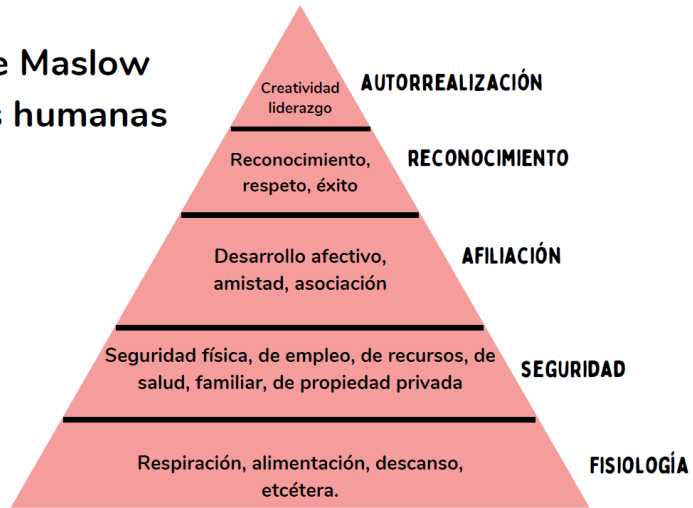 e Maslow
s humanas
Creatividad
liderazgo
AUTORREALIZACIÓN
Reconocimiento,
respeto, éxito
RECONOCIMIENTO
Desarrollo afectivo,
amistad, asociación
AFILIACIÓN
Seguridad física, de empleo, de recursos, de
salud, familiar, de propiedad privada
SEGURIDAD
Respiración, alimentación, descanso,
etcétera.
FISIOLOGÍA